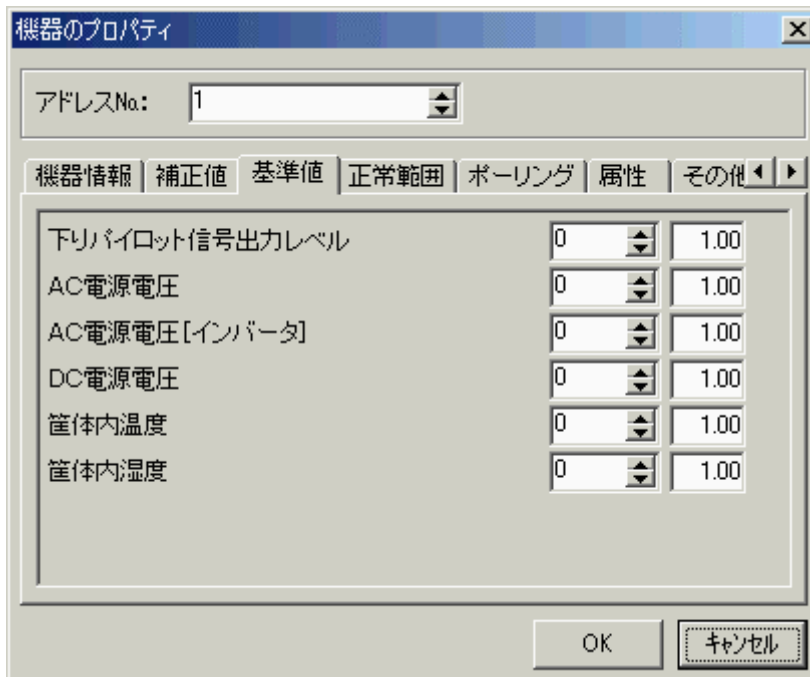 機器のプロパティ
アドレスNo: 1
機器情報 補正値 基準値 正常範囲 ポーリング 属性 その他
下りパイロット信号出力レベル 0 1.00
AC電源電圧 0 1.00
AC電源電圧[インバータ] 0 1.00
DC電源電圧 0 1.00
筐体内温度 0 1.00
筐体内湿度 0 1.00
OK キャンセル